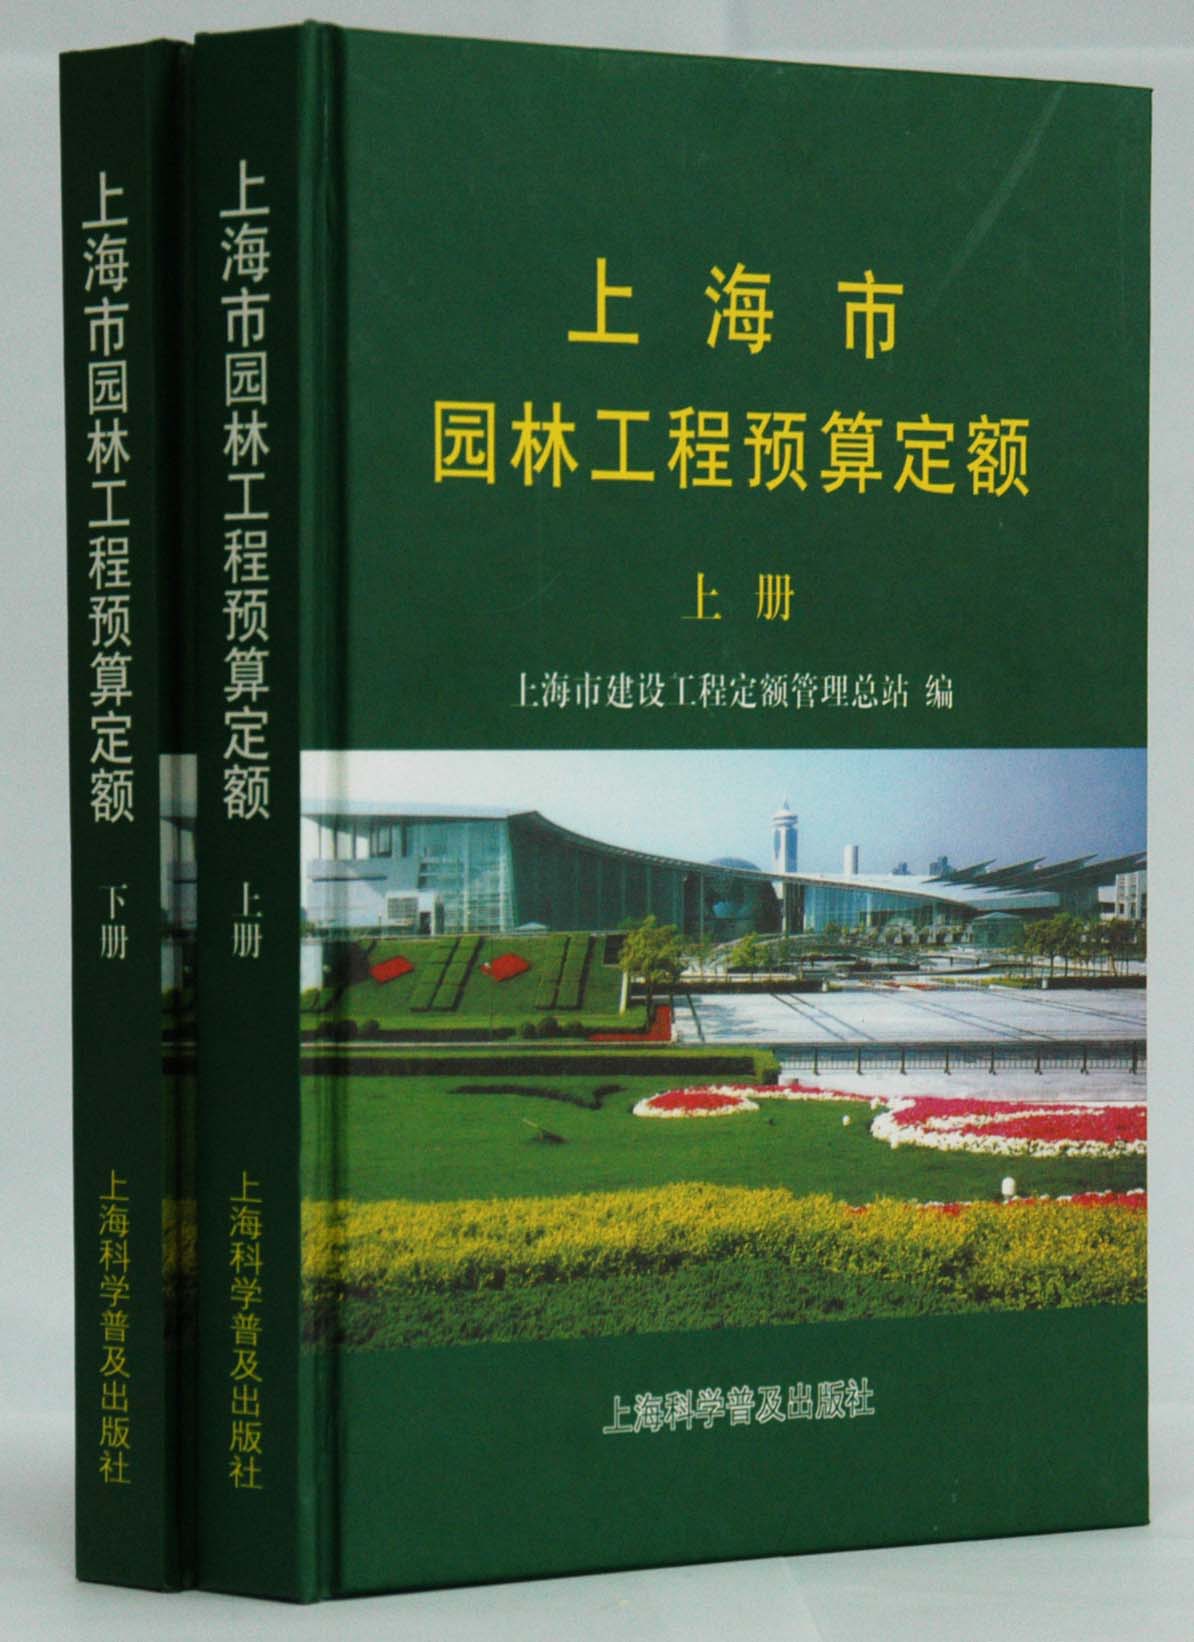 上海市园林工程预算定额
下册
上海科学普及出版社
上海市园林工程预算定额
上册
上海科学普及出版社
上海市
园林工程预算定额
上册
上海市建设工程定额管理总站 编
上海科学普及出版社